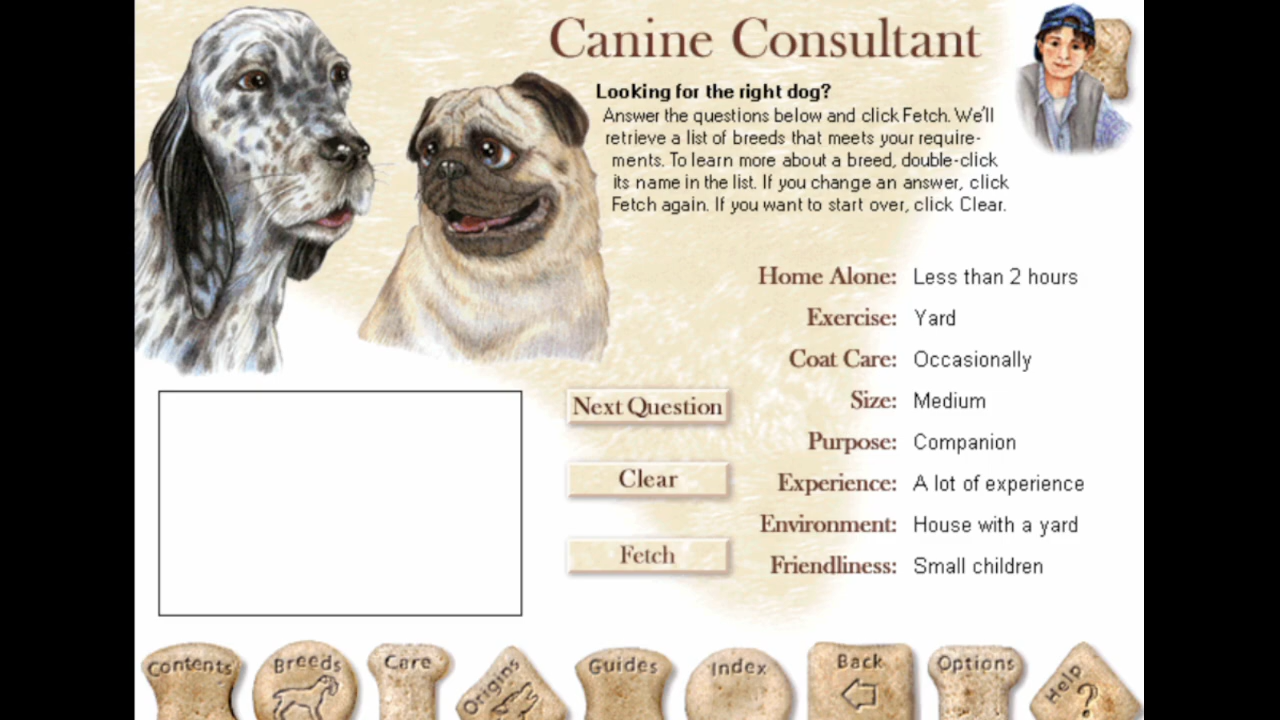 Canine Consultant
Looking for the right dog?
Answer the questions below and click Fetch. We'll
retrieve a list of breeds that meets your require-
ments. To learn more about a breed, double-click
its name in the list. If you change an answer, click
Fetch again. If you want to start over, click Clear.
Home Alone: Less than 2 hours
Exercise: Yard
Coat Care: Occasionally
Size: Medium
Purpose: Companion
Experience: A lot of experience
Environment: House with a yard
Friendliness: Small children
Next Question
Clear
Fetch
Contents
Breeds
Care
Origins
Guides
Index
Back
Options
Help
?